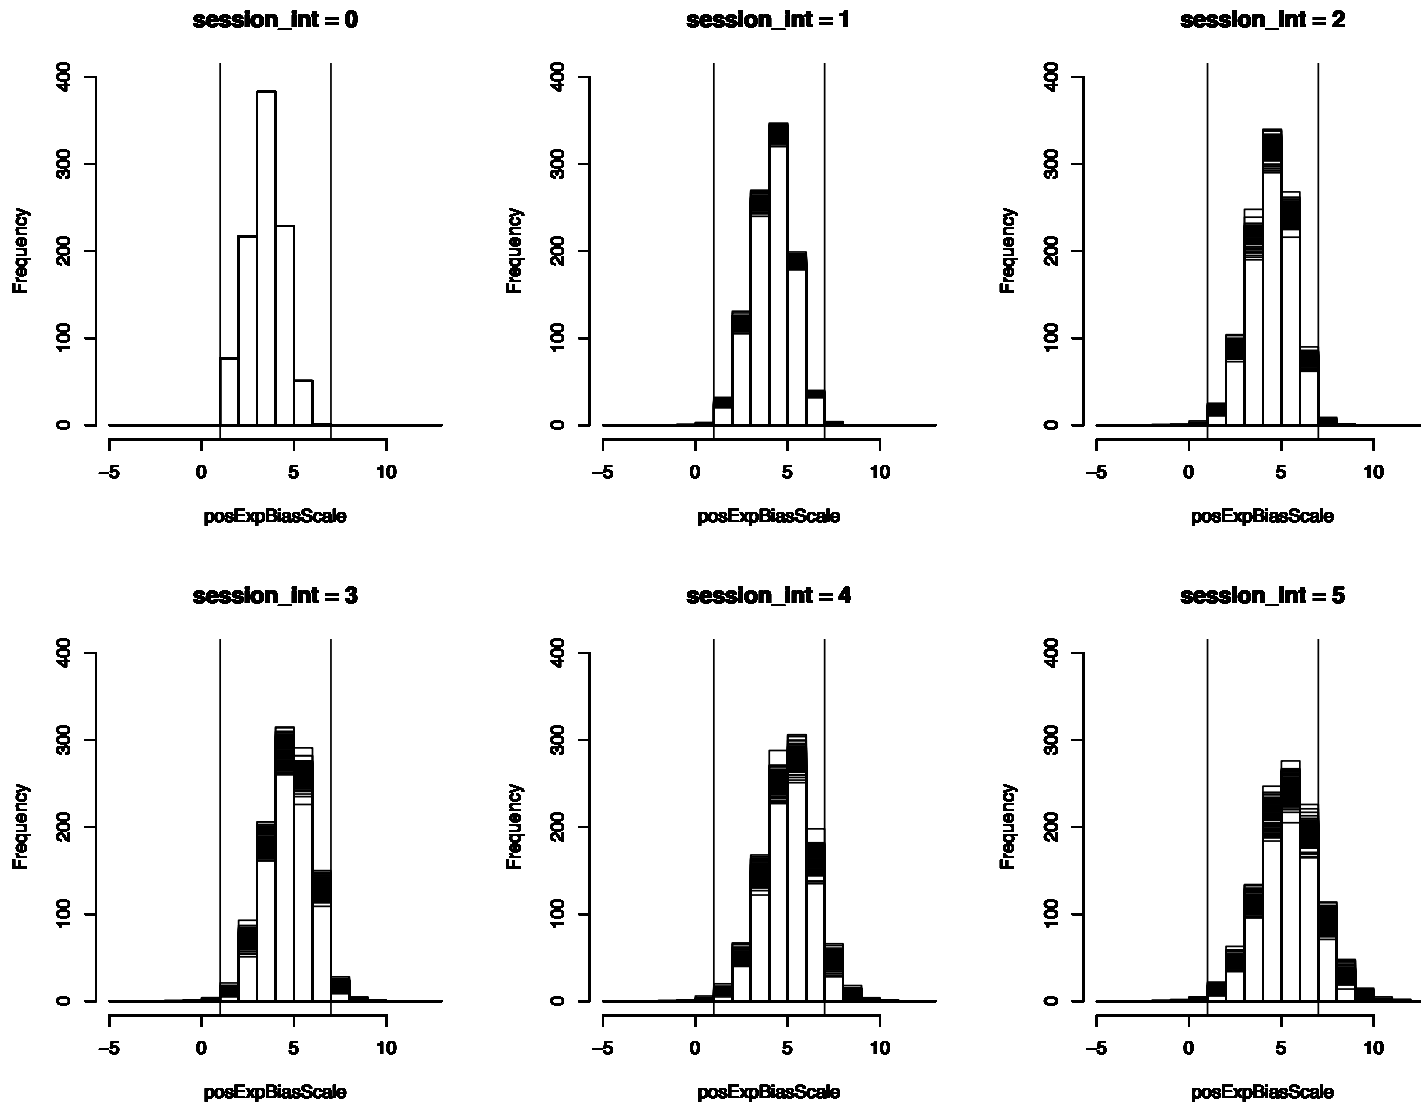 session_int = 0
400
300
200
100
0
Frequency
−5 0 5 10
posExpBiasScale
session_int = 1
400
300
200
100
0
Frequency
−5 0 5 10
posExpBiasScale
session_int = 2
400
300
200
100
0
Frequency
−5 0 5 10
posExpBiasScale
session_int = 3
400
300
200
100
0
Frequency
−5 0 5 10
posExpBiasScale
session_int = 4
400
300
200
100
0
Frequency
−5 0 5 10
posExpBiasScale
session_int = 5
400
300
200
100
0
Frequency
−5 0 5 10
posExpBiasScale